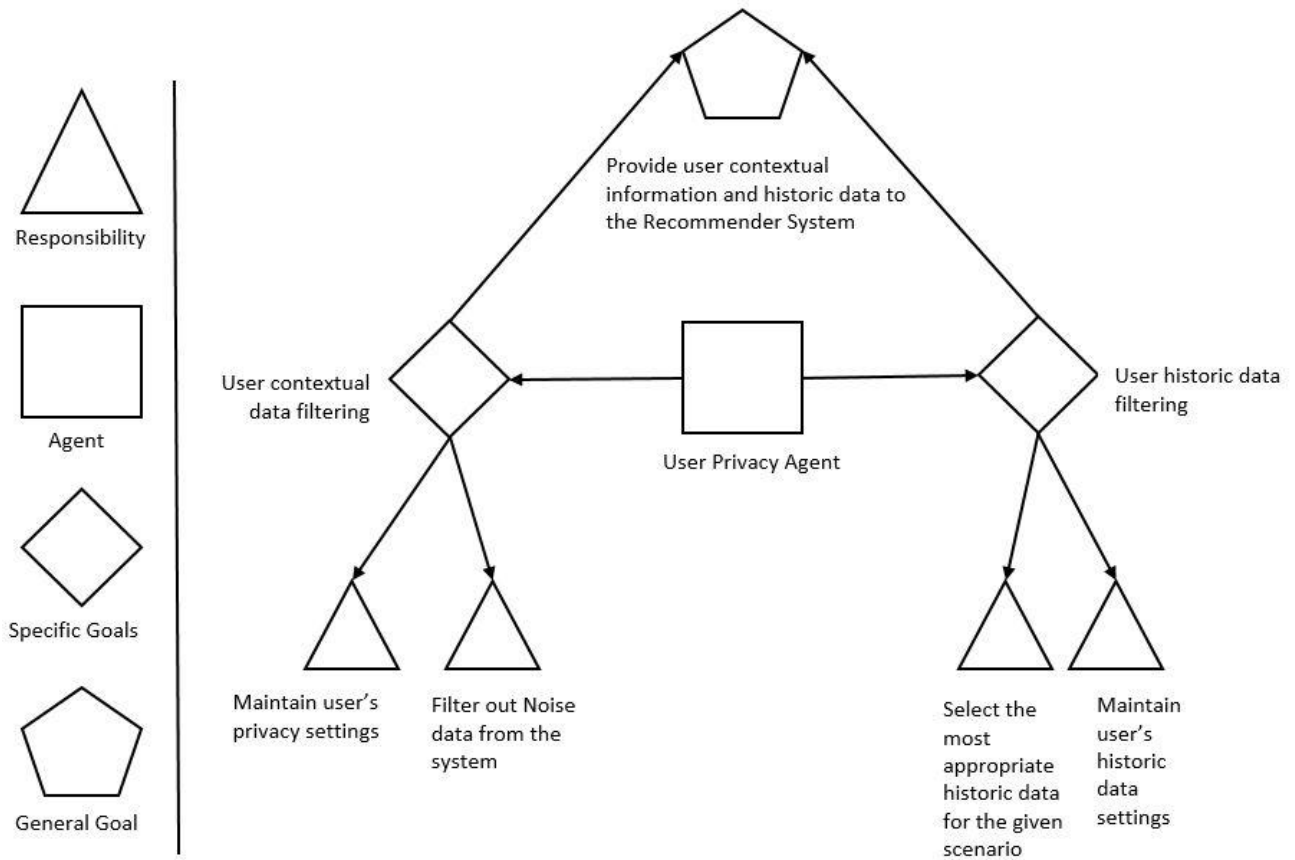 Responsibility
Agent
Specific Goals
General Goal
Provide user contextual
information and historic data to
the Recommender System
User contextual
data filtering
User Privacy Agent
User historic data
filtering
Maintain user's
privacy settings
Filter out Noise
data from the
system
Select the
most
appropriate
historic data
for the given
scenario
Maintain
user's
historic
data
settings